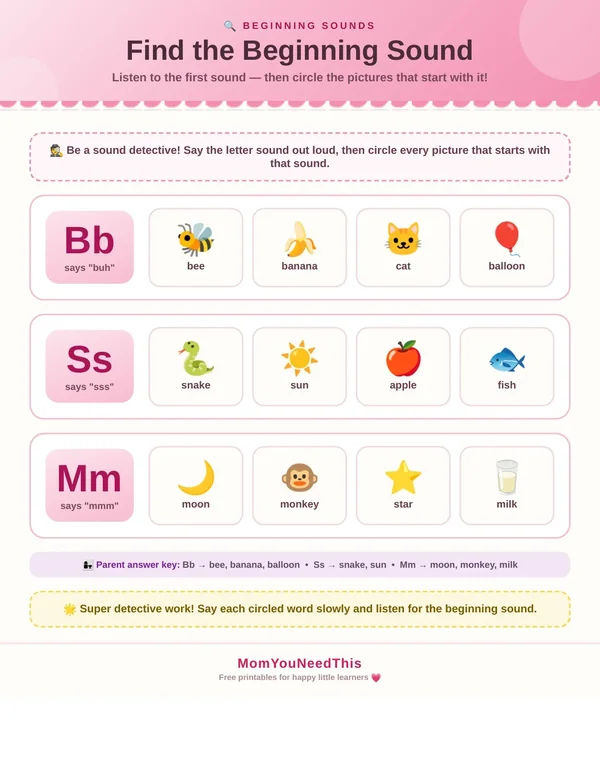 🔍 BEGINNING SOUNDS
Find the Beginning Sound
Listen to the first sound — then circle the pictures that start with it!
🕵️ Be a sound detective! Say the letter sound out loud, then circle every picture that starts with
that sound.
Bb
says "buh"
bee
banana
cat
balloon
Ss
says "sss"
snake
sun
apple
fish
Mm
says "mmm"
moon
monkey
star
milk
Parent answer key: Bb → bee, banana, balloon • Ss → snake, sun • Mm → moon, monkey, milk
🌟 Super detective work! Say each circled word slowly and listen for the beginning sound.
MomYouNeedThis
Free printables for happy little learners 💗